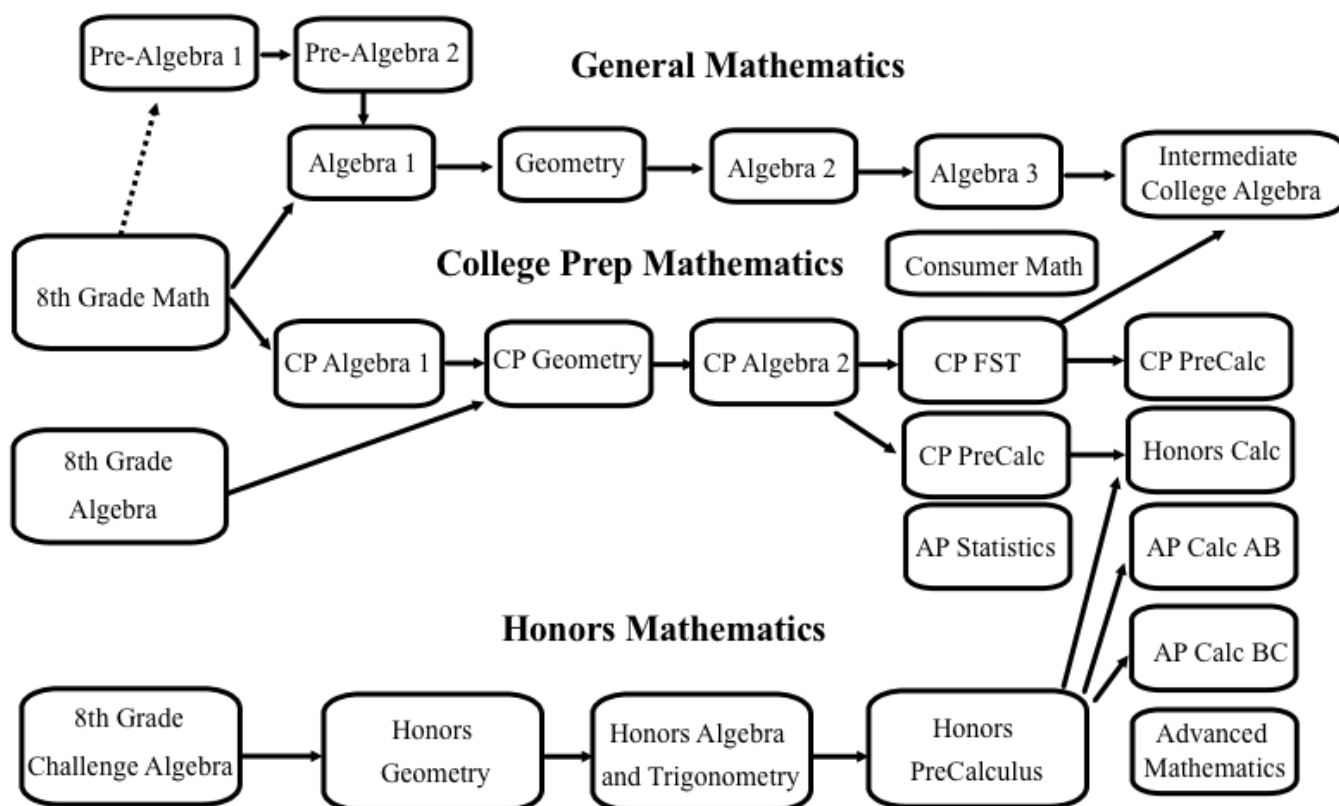 Pre-Algebra 1
Pre-Algebra 2
General Mathematics
Algebra 1
Geometry
Algebra 2
Algebra 3
Intermediate
College Algebra
8th Grade Math
College Prep Mathematics
Consumer Math
CP Algebra 1
CP Geometry
CP Algebra 2
CP FST
CP PreCalc
8th Grade
Algebra
CP PreCalc
Honors Calc
AP Statistics
AP Calc AB
Honors Mathematics
AP Calc BC
8th Grade
Challenge Algebra
Honors
Geometry
Honors Algebra
and Trigonometry
Honors
PreCalculus
Advanced
Mathematics